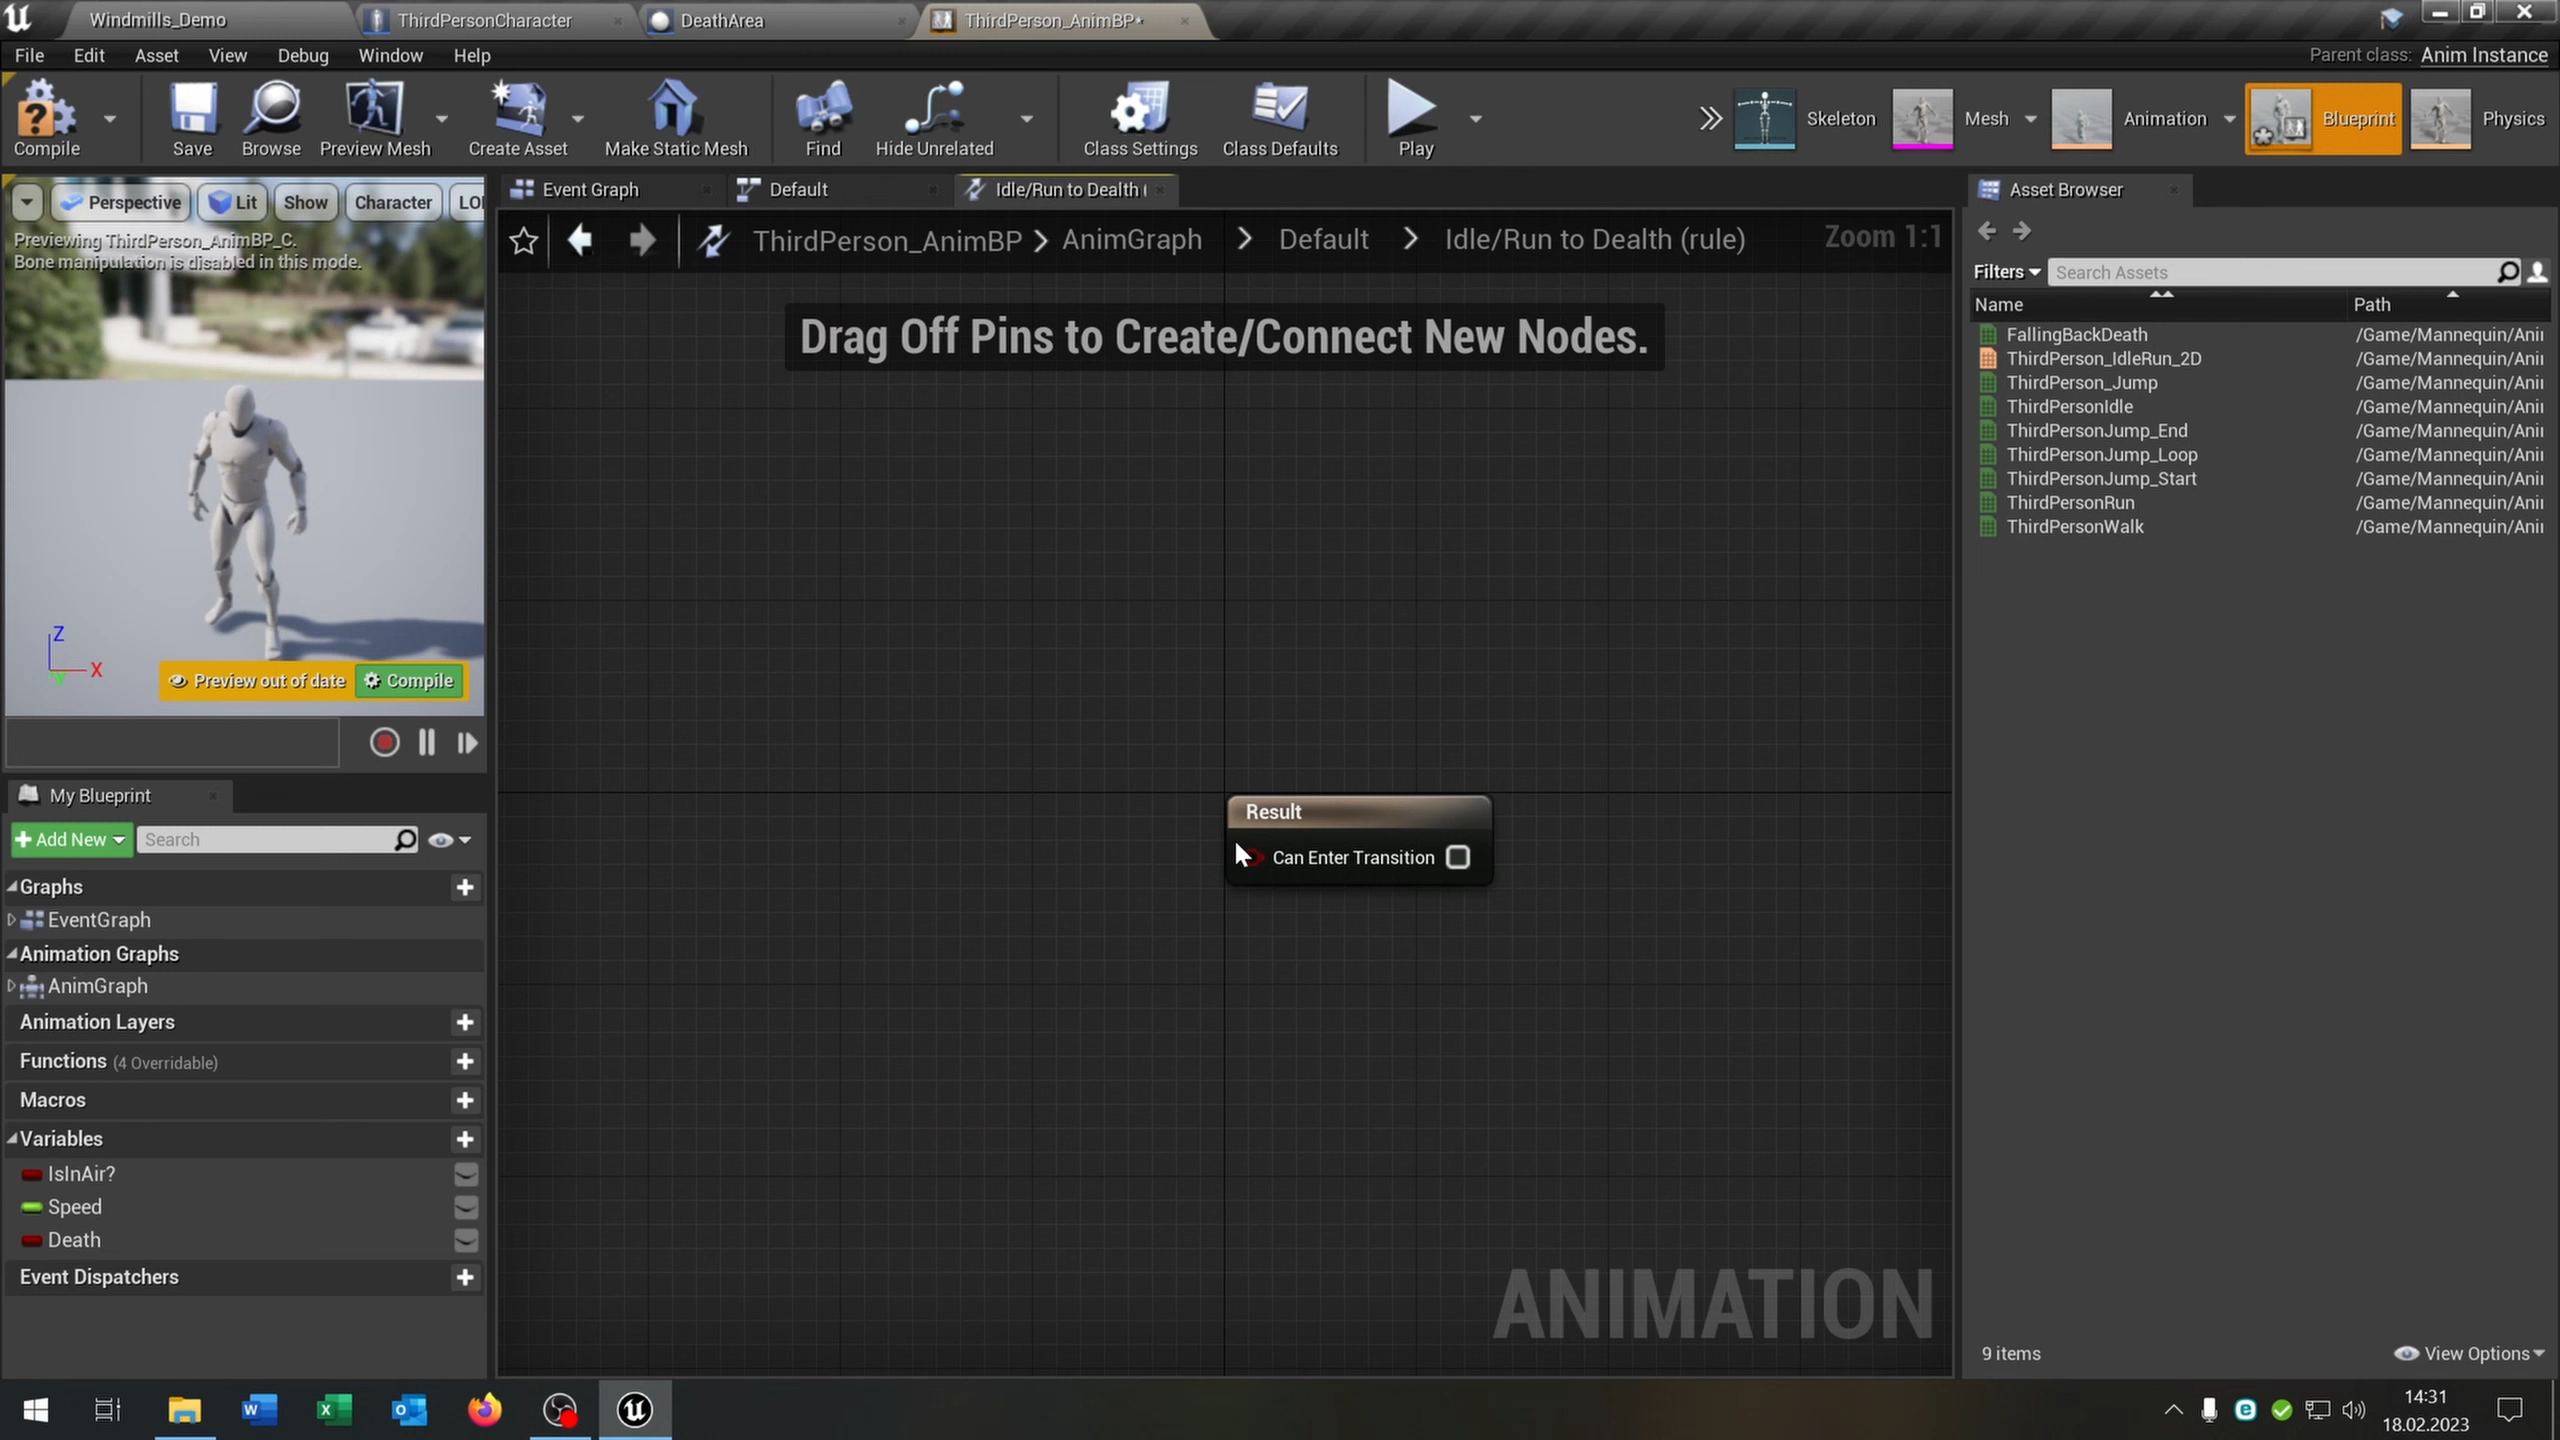 Windmills_Demo
ThirdPersonCharacter
DeathArea
ThirdPerson_AnimBP*
File Edit Asset View Debug Window Help
Parent class: Anim Instance
Compile
Save
Browse
Preview Mesh
Create Asset
Make Static Mesh
Find
Hide Unrelated
Class Settings
Class Defaults
Play
Skeleton
Mesh
Animation
Blueprint
Physics
Perspective
Lit
Show
Character
LO
Previewing ThirdPerson_AnimBP_C.
Bone manipulation is disabled in this mode.
Z
X
Y
Preview out of date
Compile
Event Graph
Default
Idle/Run to Dealth (
ThirdPerson_AnimBP > AnimGraph > Default > Idle/Run to Dealth (rule)
Zoom 1:1
Drag Off Pins to Create/Connect New Nodes.
Result
Can Enter Transition
ANIMATION
My Blueprint
Add New
Search
Graphs
EventGraph
Animation Graphs
AnimGraph
Animation Layers
Functions (4 Overridable)
Macros
Variables
IsInAir?
Speed
Death
Event Dispatchers
Asset Browser
Filters
Search Assets
Name Path
FallingBackDeath /Game/Mannequin/Ani
ThirdPerson_IdleRun_2D /Game/Mannequin/Ani
ThirdPerson_Jump /Game/Mannequin/Ani
ThirdPersonIdle /Game/Mannequin/Ani
ThirdPersonJump_End /Game/Mannequin/Ani
ThirdPersonJump_Loop /Game/Mannequin/Ani
ThirdPersonJump_Start /Game/Mannequin/Ani
ThirdPersonRun /Game/Mannequin/Ani
ThirdPersonWalk /Game/Mannequin/Ani
9 items
View Options
14:31
18.02.2023